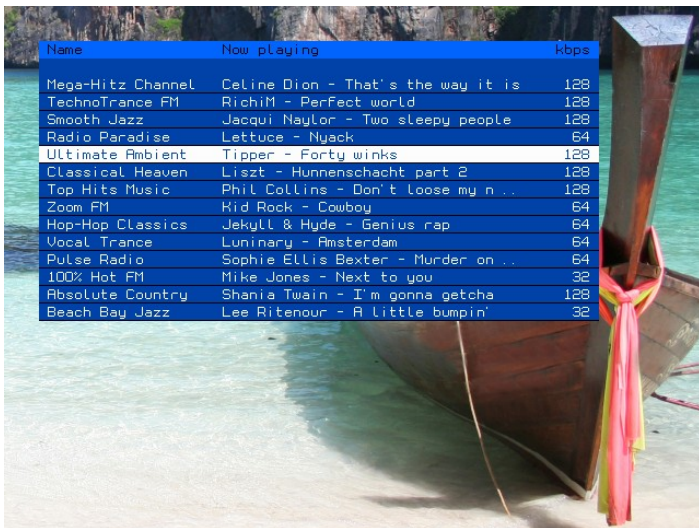 Name Now playing kbps
Mega-Hitz Channel Celine Dion - That's the way it is 128
TechnoTrance FM RichiM - Perfect world 128
Smooth Jazz Jacqui Naylor - Two sleepy people 128
Radio Paradise Lettuce - Nyack 64
Ultimate Ambient Tipper - Forty winks 128
Classical Heaven Liszt - Hunnenschacht part 2 128
Top Hits Music Phil Collins - Don't loose my n .. 128
Zoom FM Kid Rock - Cowboy 64
Hop-Hop Classics Jekyll & Hyde - Genius rap 64
Vocal Trance Luninary - Amsterdam 64
Pulse Radio Sophie Ellis Bexter - Murder on .. 64
100% Hot FM Mike Jones - Next to you 32
Absolute Country Shania Twain - I'm gonna getcha 128
Beach Bay Jazz Lee Ritenour - A little bumpin' 32